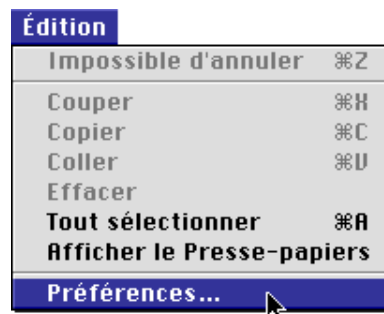 Édition
Impossible d'annuler ⌘Z
Couper ⌘X
Copier ⌘C
Coller ⌘V
Effacer
Tout sélectionner ⌘A
Afficher le Presse-papiers
Préférences...